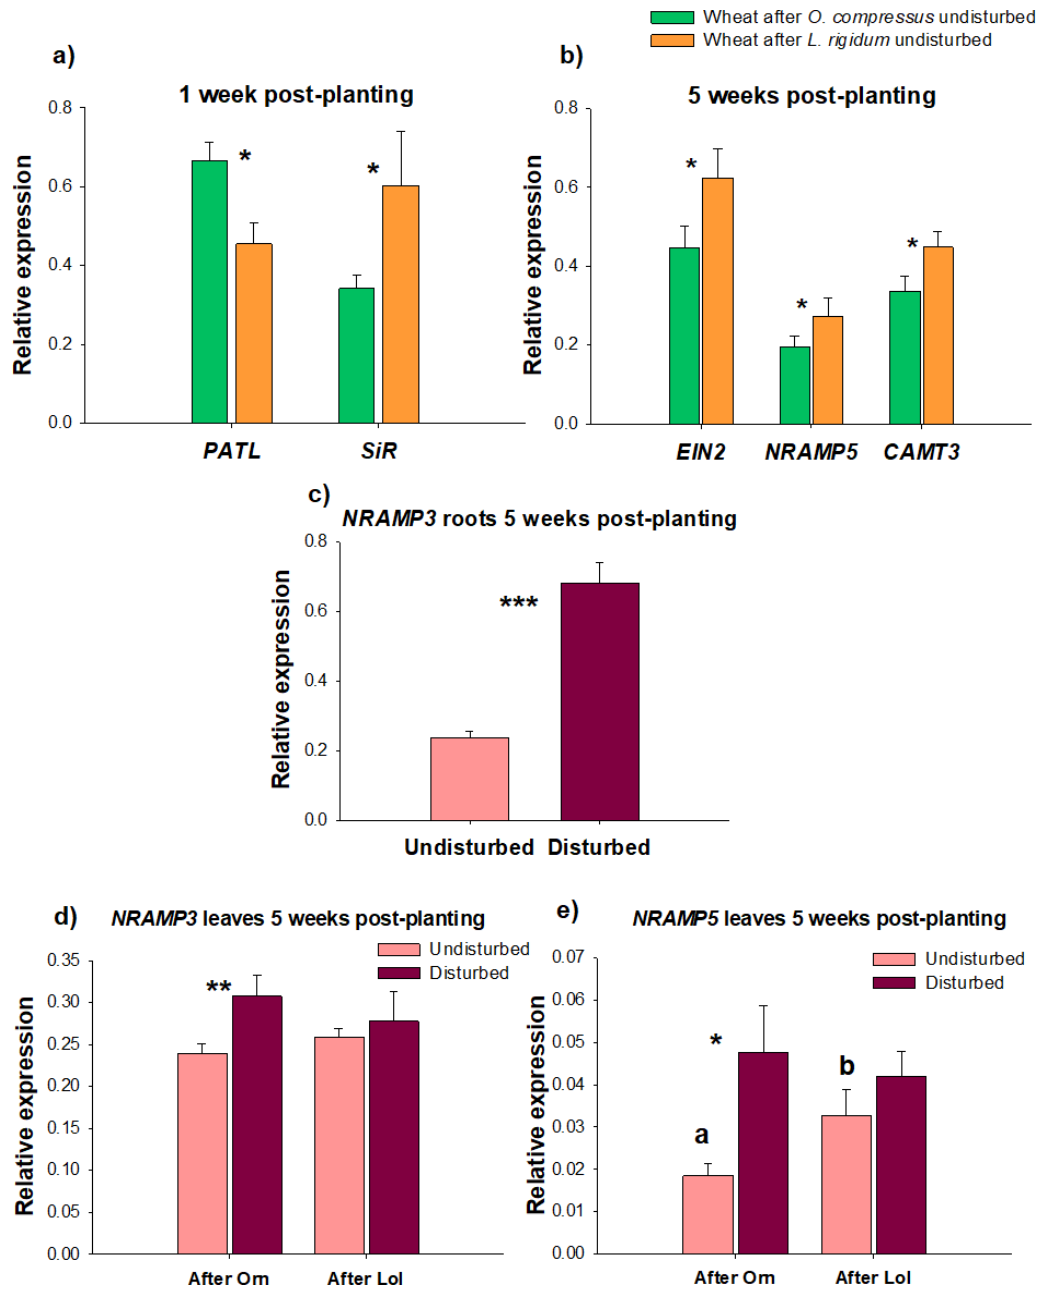 Wheat after O. compressus undisturbed
Wheat after L. rigidum undisturbed
a)
b)
1 week post-planting
5 weeks post-planting
0.8
0.6
0.4
0.2
0.0
Relative expression
*
*
PATL
SiR
0.8
0.6
0.4
0.2
0.0
Relative expression
*
*
*
EIN2
NRAMP5
CAMT3
c)
NRAMP3 roots 5 weeks post-planting
0.8
0.6
0.4
0.2
0.0
Relative expression
***
Undisturbed Disturbed
d)
NRAMP3 leaves 5 weeks post-planting
Undisturbed
Disturbed
0.35
0.30
0.25
0.20
0.15
0.10
0.05
0.00
Relative expression
**
After Orn
After Lol
e)
NRAMP5 leaves 5 weeks post-planting
Undisturbed
Disturbed
0.07
0.06
0.05
0.04
0.03
0.02
0.01
0.00
Relative expression
*
a
b
After Orn
After Lol